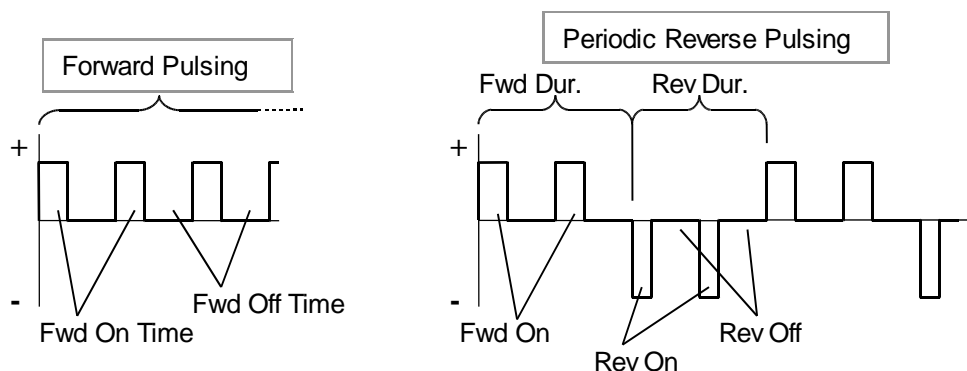 Forward Pulsing
+
-
Fwd On Time
Fwd Off Time
Periodic Reverse Pulsing
Fwd Dur.
Rev Dur.
+
-
Fwd On
Rev On
Rev Off